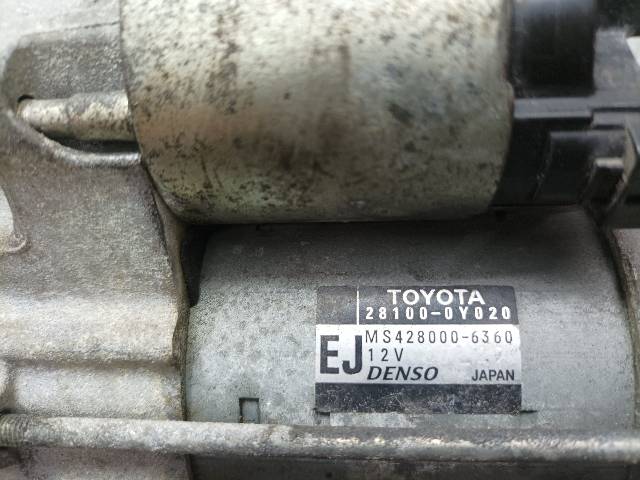 TOYOTA
28100-0Y020
EJ
MS428000-6360
12V
DENSO JAPAN